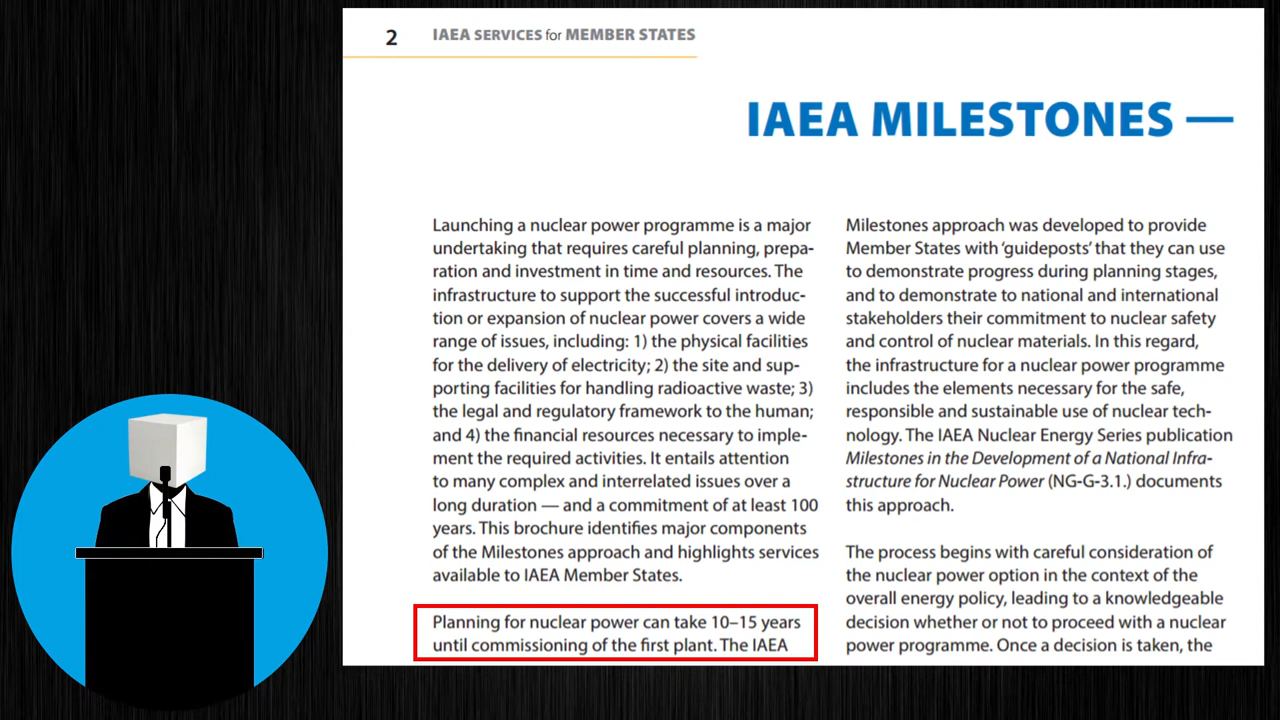 2 IAEA SERVICES for MEMBER STATES
IAEA MILESTONES —
Launching a nuclear power programme is a major
undertaking that requires careful planning, prepa-
ration and investment in time and resources. The
infrastructure to support the successful introduc-
tion or expansion of nuclear power covers a wide
range of issues, including: 1) the physical facilities
for the delivery of electricity; 2) the site and sup-
porting facilities for handling radioactive waste; 3)
the legal and regulatory framework to the human;
and 4) the financial resources necessary to imple-
ment the required activities. It entails attention
to many complex and interrelated issues over a
long duration — and a commitment of at least 100
years. This brochure identifies major components
of the Milestones approach and highlights services
available to IAEA Member States.
Planning for nuclear power can take 10–15 years
until commissioning of the first plant. The IAEA
Milestones approach was developed to provide
Member States with ‘guideposts’ that they can use
to demonstrate progress during planning stages,
and to demonstrate to national and international
stakeholders their commitment to nuclear safety
and control of nuclear materials. In this regard,
the infrastructure for a nuclear power programme
includes the elements necessary for the safe,
responsible and sustainable use of nuclear tech-
nology. The IAEA Nuclear Energy Series publication
Milestones in the Development of a National Infra-
structure for Nuclear Power (NG-G-3.1.) documents
this approach.
The process begins with careful consideration of
the nuclear power option in the context of the
overall energy policy, leading to a knowledgeable
decision whether or not to proceed with a nuclear
power programme. Once a decision is taken, the